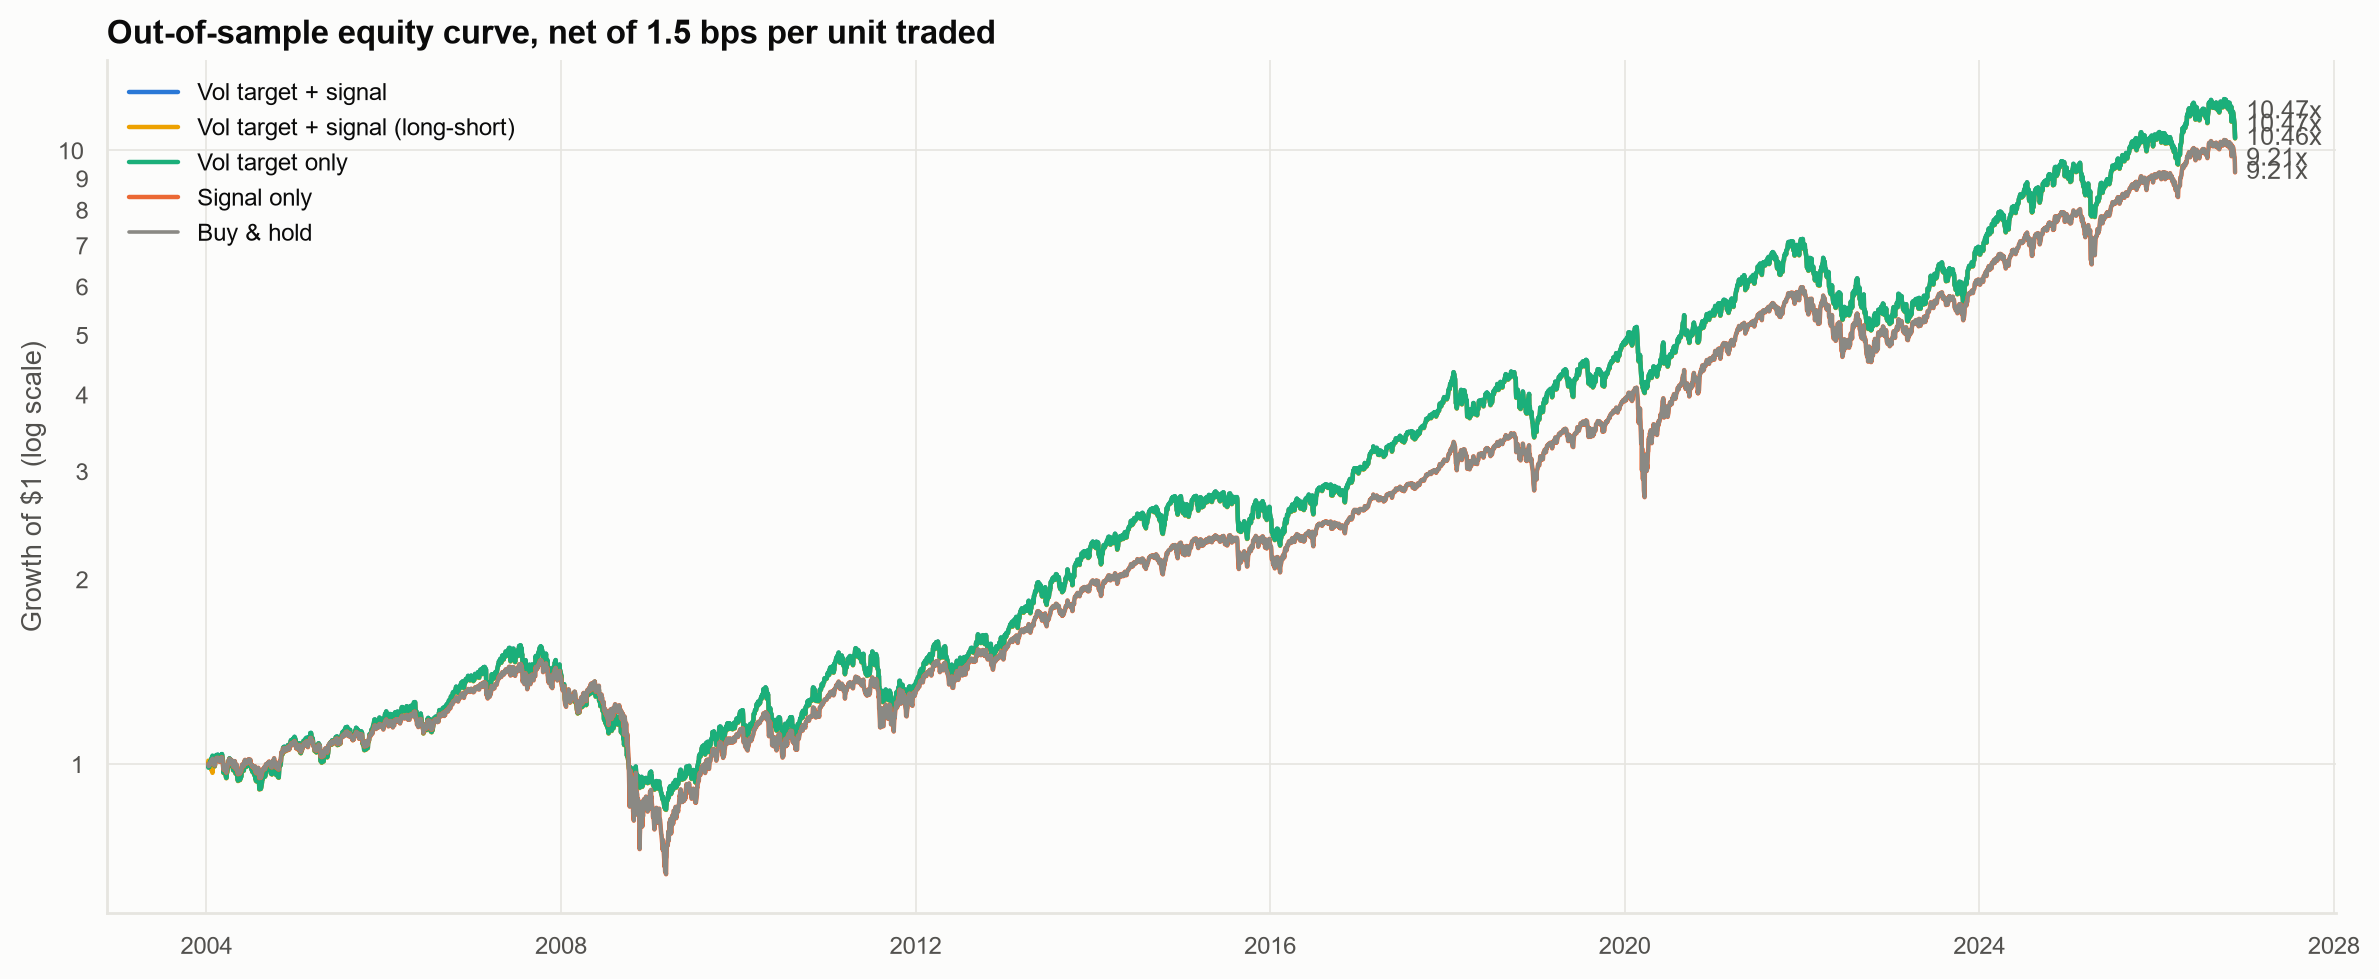 Out-of-sample equity curve, net of 1.5 bps per unit traded
Vol target + signal
Vol target + signal (long-short)
Vol target only
Signal only
Buy & hold
Growth of $1 (log scale)
10
9
8
7
6
5
4
3
2
1
10.47x
10.47x
10.46x
9.21x
9.21x
2004
2008
2012
2016
2020
2024
2028